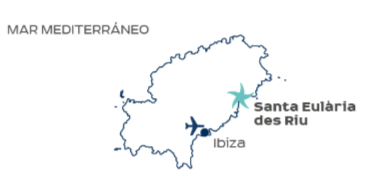 MAR MEDITERRÁNEO
Santa Eulària
des Riu
Ibiza